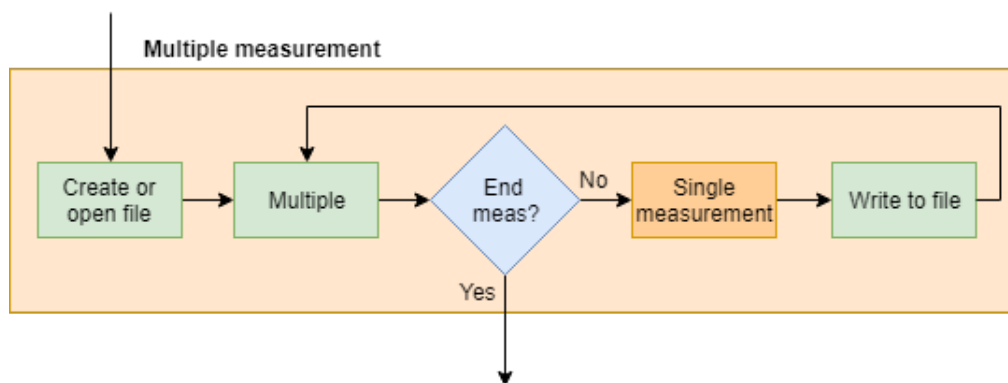 Multiple measurement
Create or
open file
Multiple
End
meas?
No
Single
measurement
Write to file
Yes